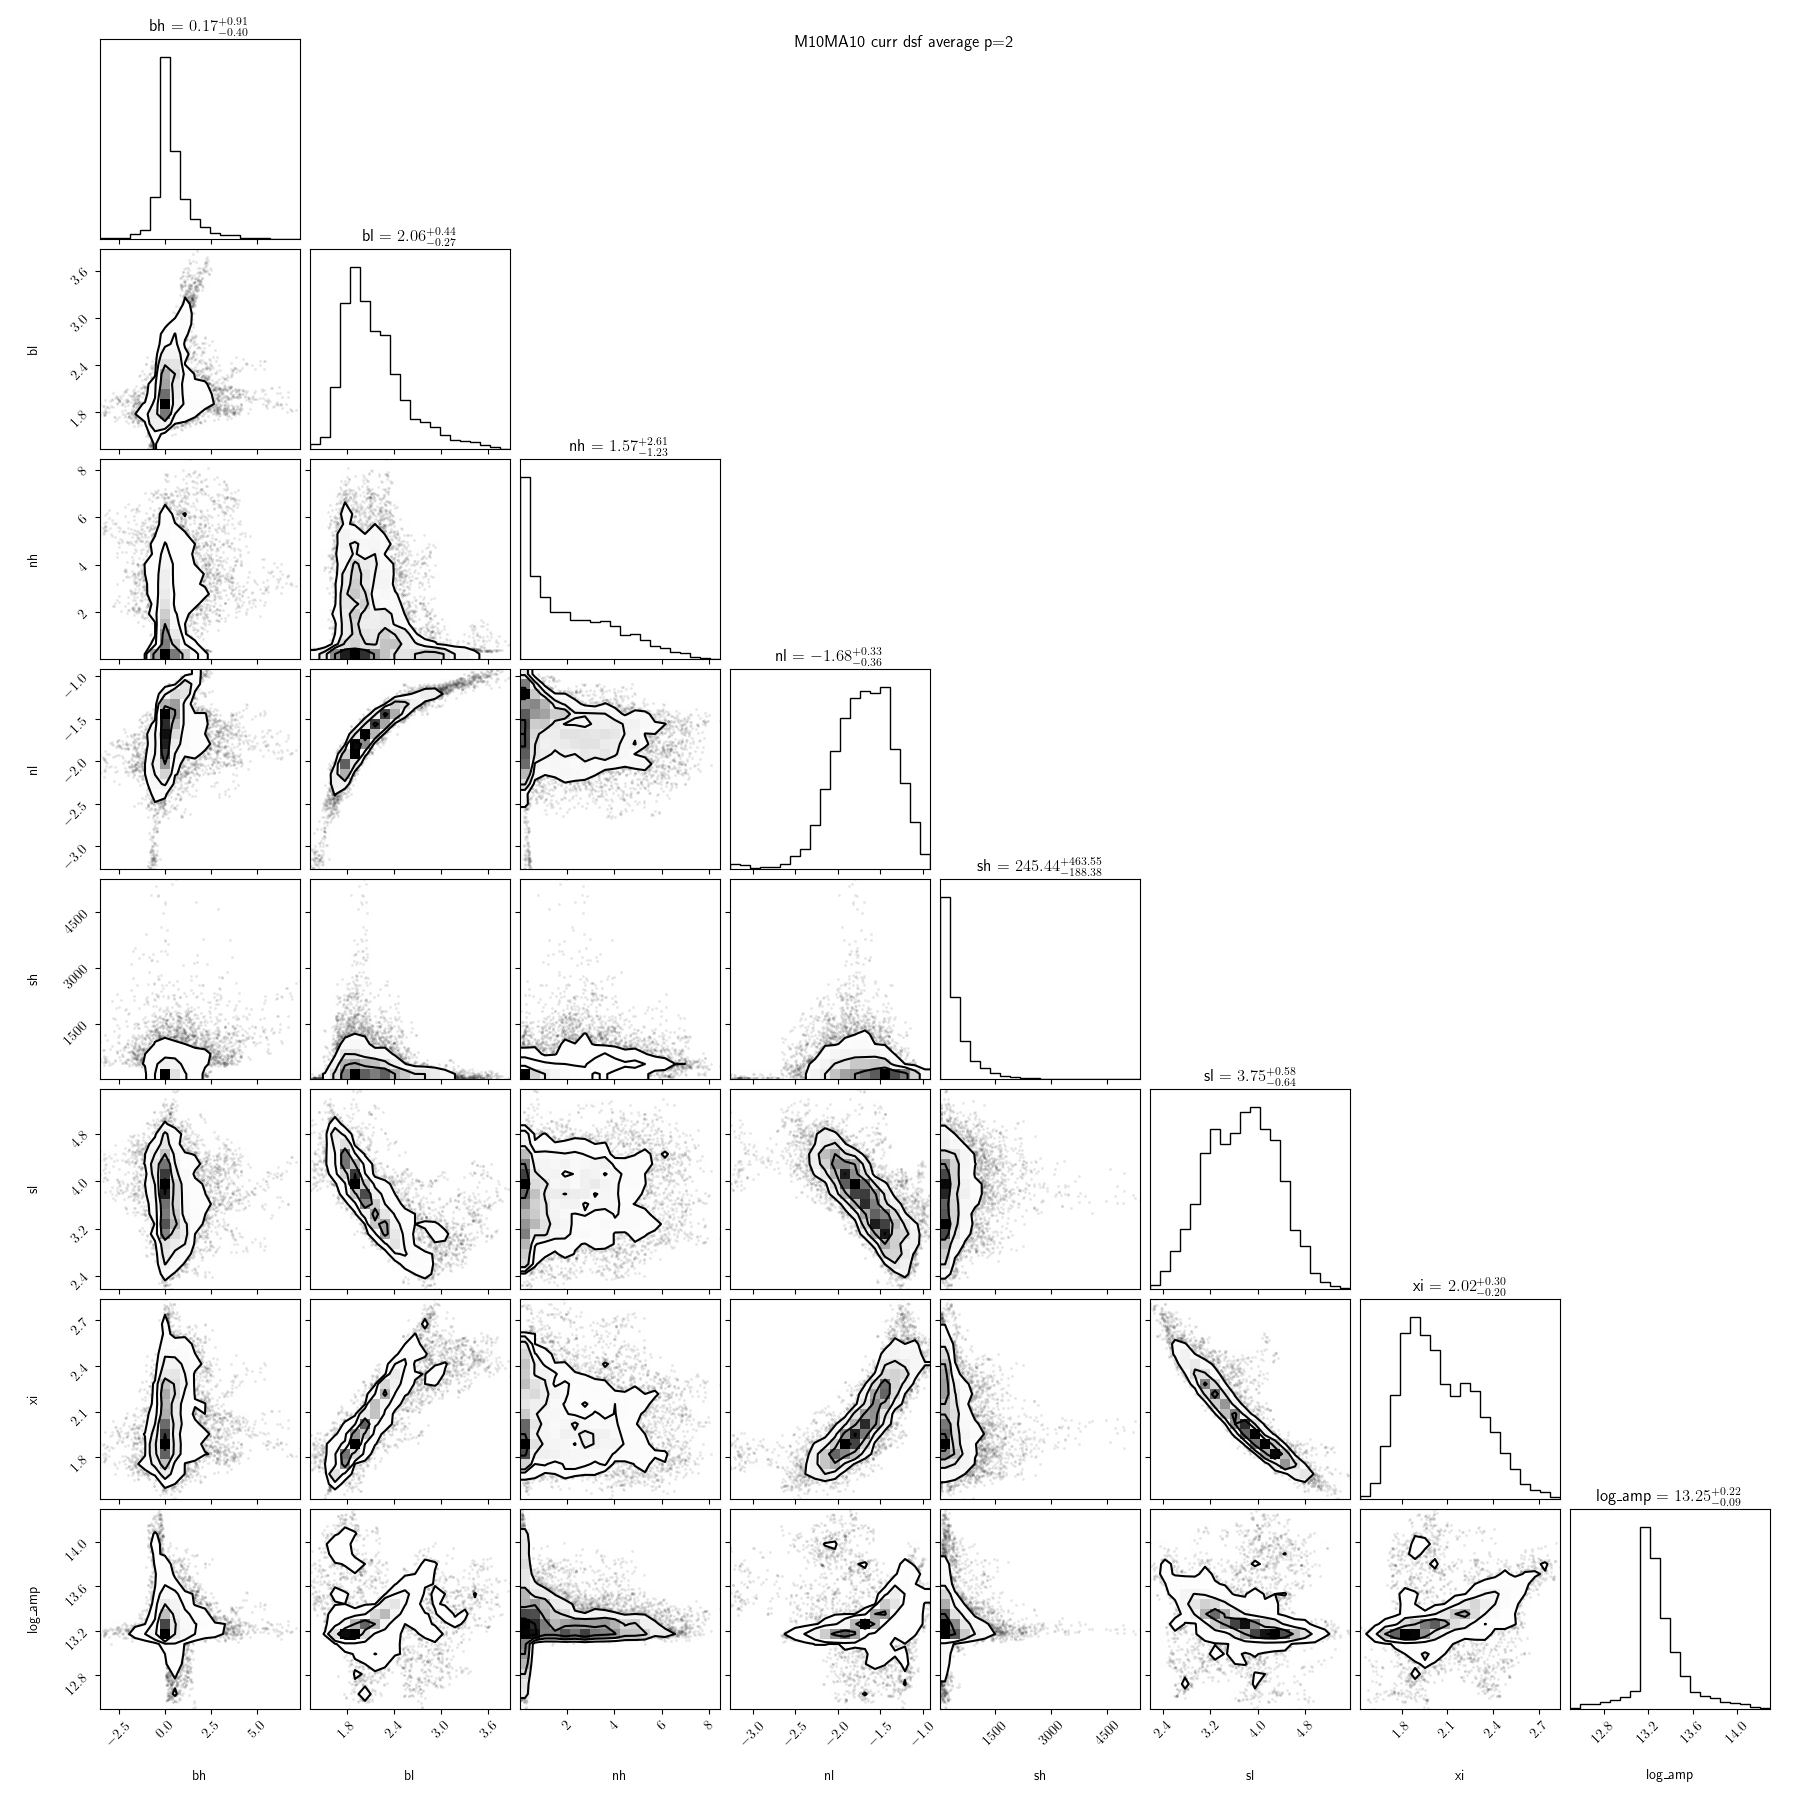 bh = 0.17+0.91−0.40
M10MA10 curr dsf average p=2
bl = 2.06+0.44−0.27
3.6
3.0
2.4
1.8
bl
nh = 1.57+2.61−1.23
8
6
4
2
nh
nl = −1.68+0.33−0.36
−1.0
−1.5
−2.0
−2.5
−3.0
nl
sh = 245.44+463.55−188.38
4500
3000
1500
sh
sl = 3.75+0.58−0.64
4.8
4.0
3.2
2.4
sl
xi = 2.02+0.30−0.20
2.7
2.4
2.1
1.8
xi
log_amp = 13.25+0.22−0.09
14.0
13.6
13.2
12.8
log_amp
−2.5 0.0 2.5 5.0 1.8 2.4 3.0 3.6 2 4 6 8 −3.0 −2.5 −2.0 −1.5 −1.0 1500 3000 4500 2.4 3.2 4.0 4.8 1.8 2.1 2.4 2.7 12.8 13.2 13.6 14.0
bh bl nh nl sh sl xi log_amp